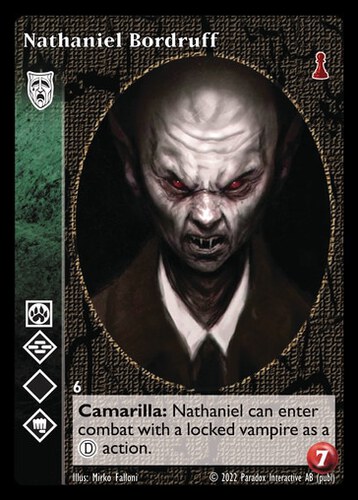 Nathaniel Bordruff
6
Camarilla: Nathaniel can enter
combat with a locked vampire as a
Ⓓ action.
7
Illus: Mirko Failoni © 2022 Paradox Interactive AB (publ)